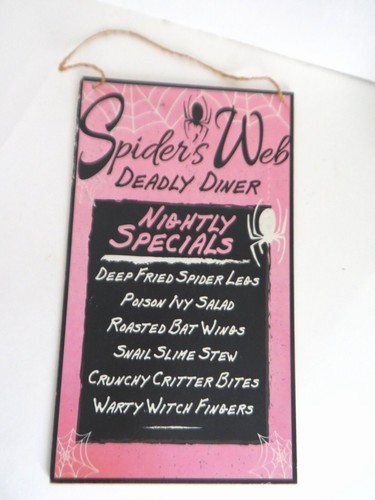 Spider's Web
Deadly Diner
Nightly
Specials
Deep Fried Spider Legs
Poison Ivy Salad
Roasted Bat Wings
Snail Slime Stew
Crunchy Critter Bites
Warty Witch Fingers